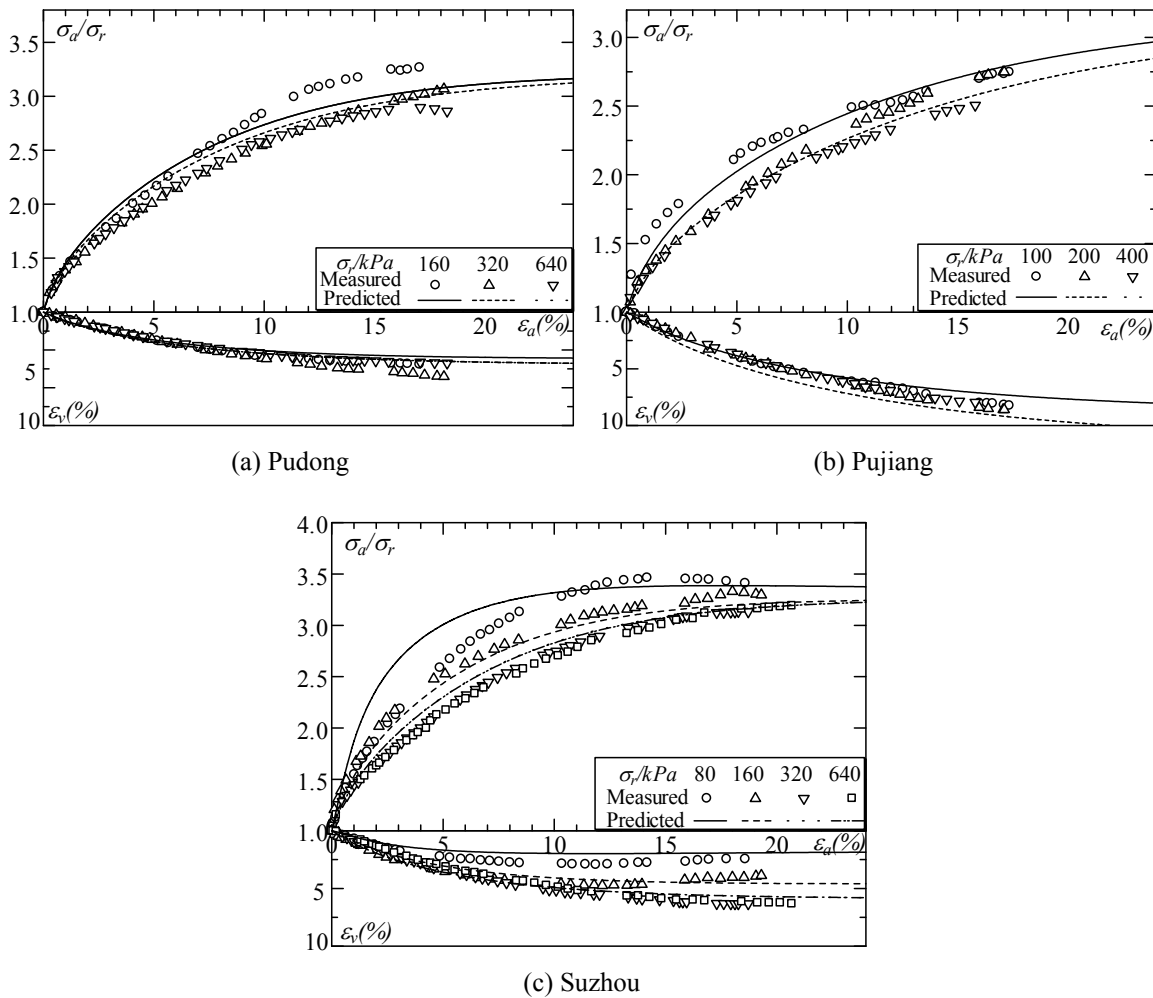 σa/σr
3.5
3.0
2.5
2.0
1.5
1.0
σr/kPa 160 320 640
Measured
Predicted
0 5 10 15 20 εa(%)
5
10 εv(%)
(a) Pudong
σa/σr
3.0
2.5
2.0
1.5
1.0
σr/kPa 100 200 400
Measured
Predicted
0 5 10 15 20 εa(%)
5
10 εv(%)
(b) Pujiang
4.0 σa/σr
3.5
3.0
2.5
2.0
1.5
1.0
σr/kPa 80 160 320 640
Measured
Predicted
0 5 10 15 20 εa(%)
5
10 εv(%)
(c) Suzhou